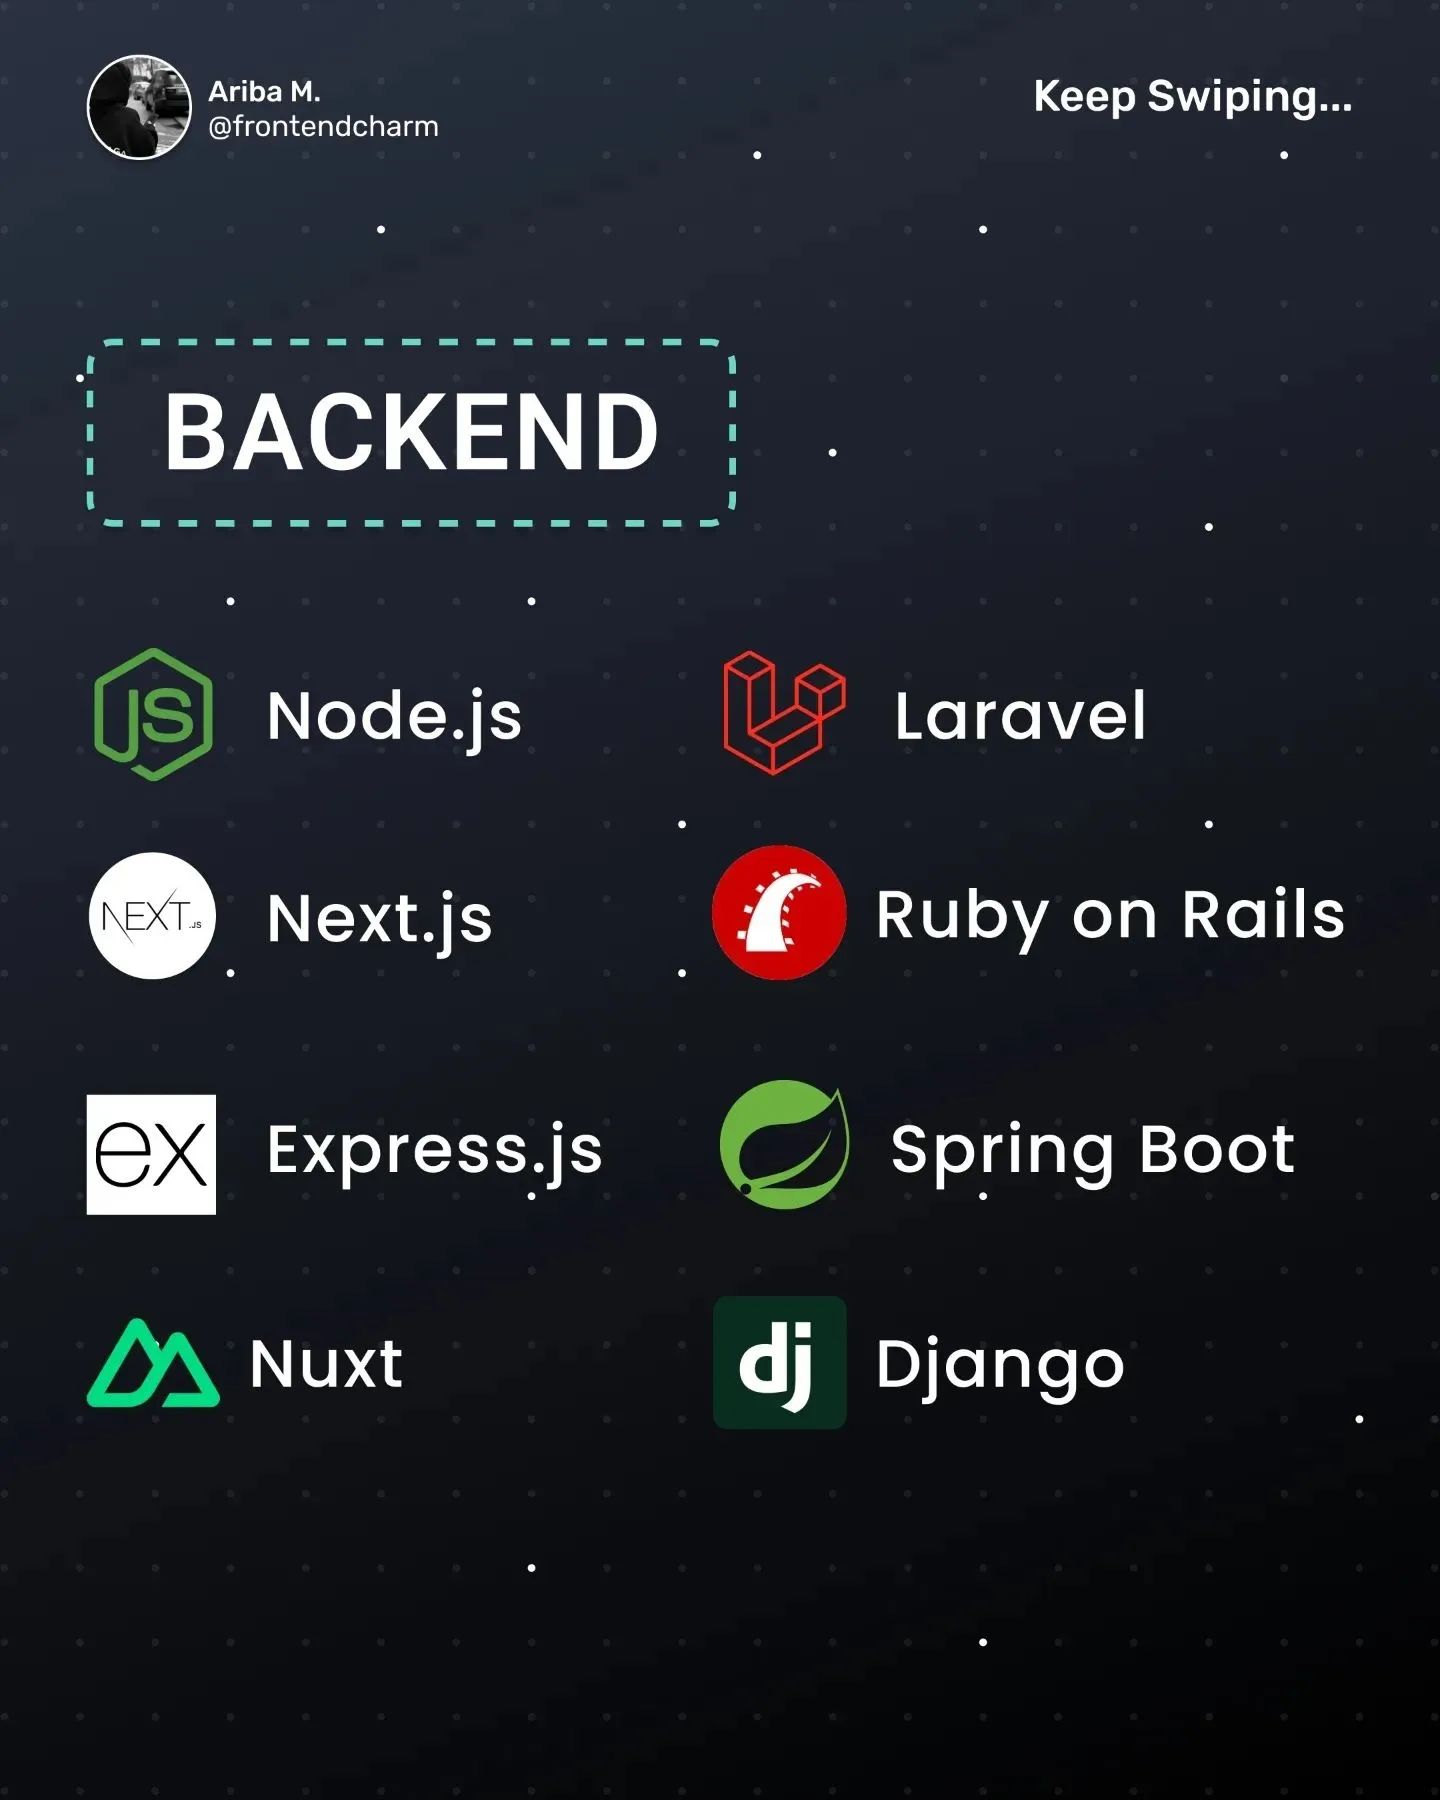 Ariba M.
@frontendcharm
Keep Swiping...
BACKEND
JS
Node.js
Laravel
NEXT.JS
Next.js
Ruby on Rails
ex
Express.js
Spring Boot
Nuxt
dj
Django